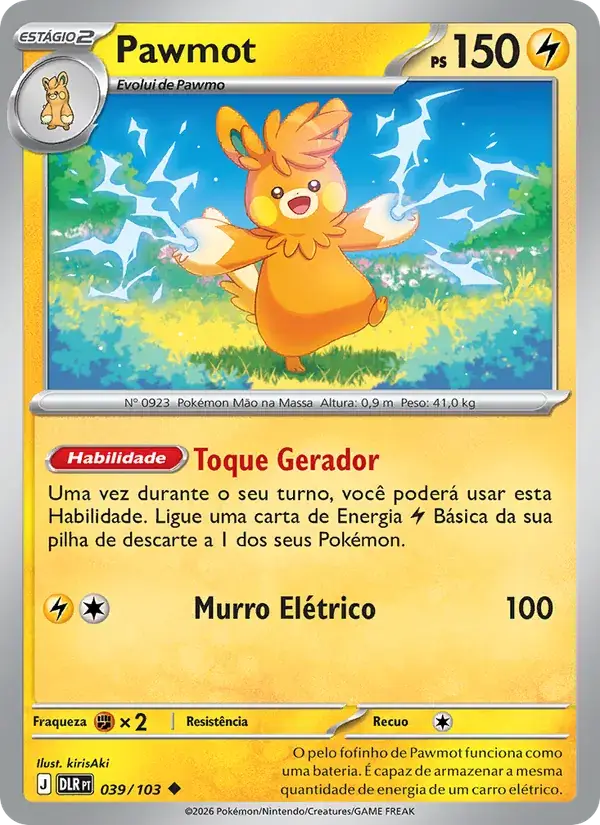 ESTÁGIO 2
Pawmot
PS 150
Evolui de Pawmo
Nº 0923 Pokémon Mão na Massa Altura: 0,9 m Peso: 41,0 kg
Habilidade Toque Gerador
Uma vez durante o seu turno, você poderá usar esta
Habilidade. Ligue uma carta de Energia Básica da sua
pilha de descarte a 1 dos seus Pokémon.
Murro Elétrico 100
Fraqueza ×2 Resistência Recuo
Ilust. kirisAki
J DLR PT 039/103
O pelo fofinho de Pawmot funciona como
uma bateria. É capaz de armazenar a mesma
quantidade de energia de um carro elétrico.
©2026 Pokémon/Nintendo/Creatures/GAME FREAK